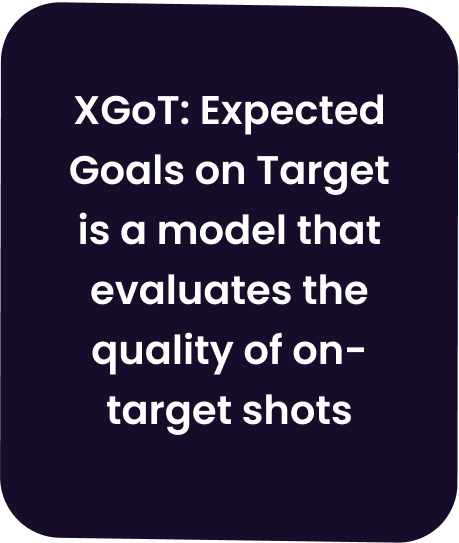 XGoT: Expected
Goals on Target
is a model that
evaluates the
quality of on-
target shots